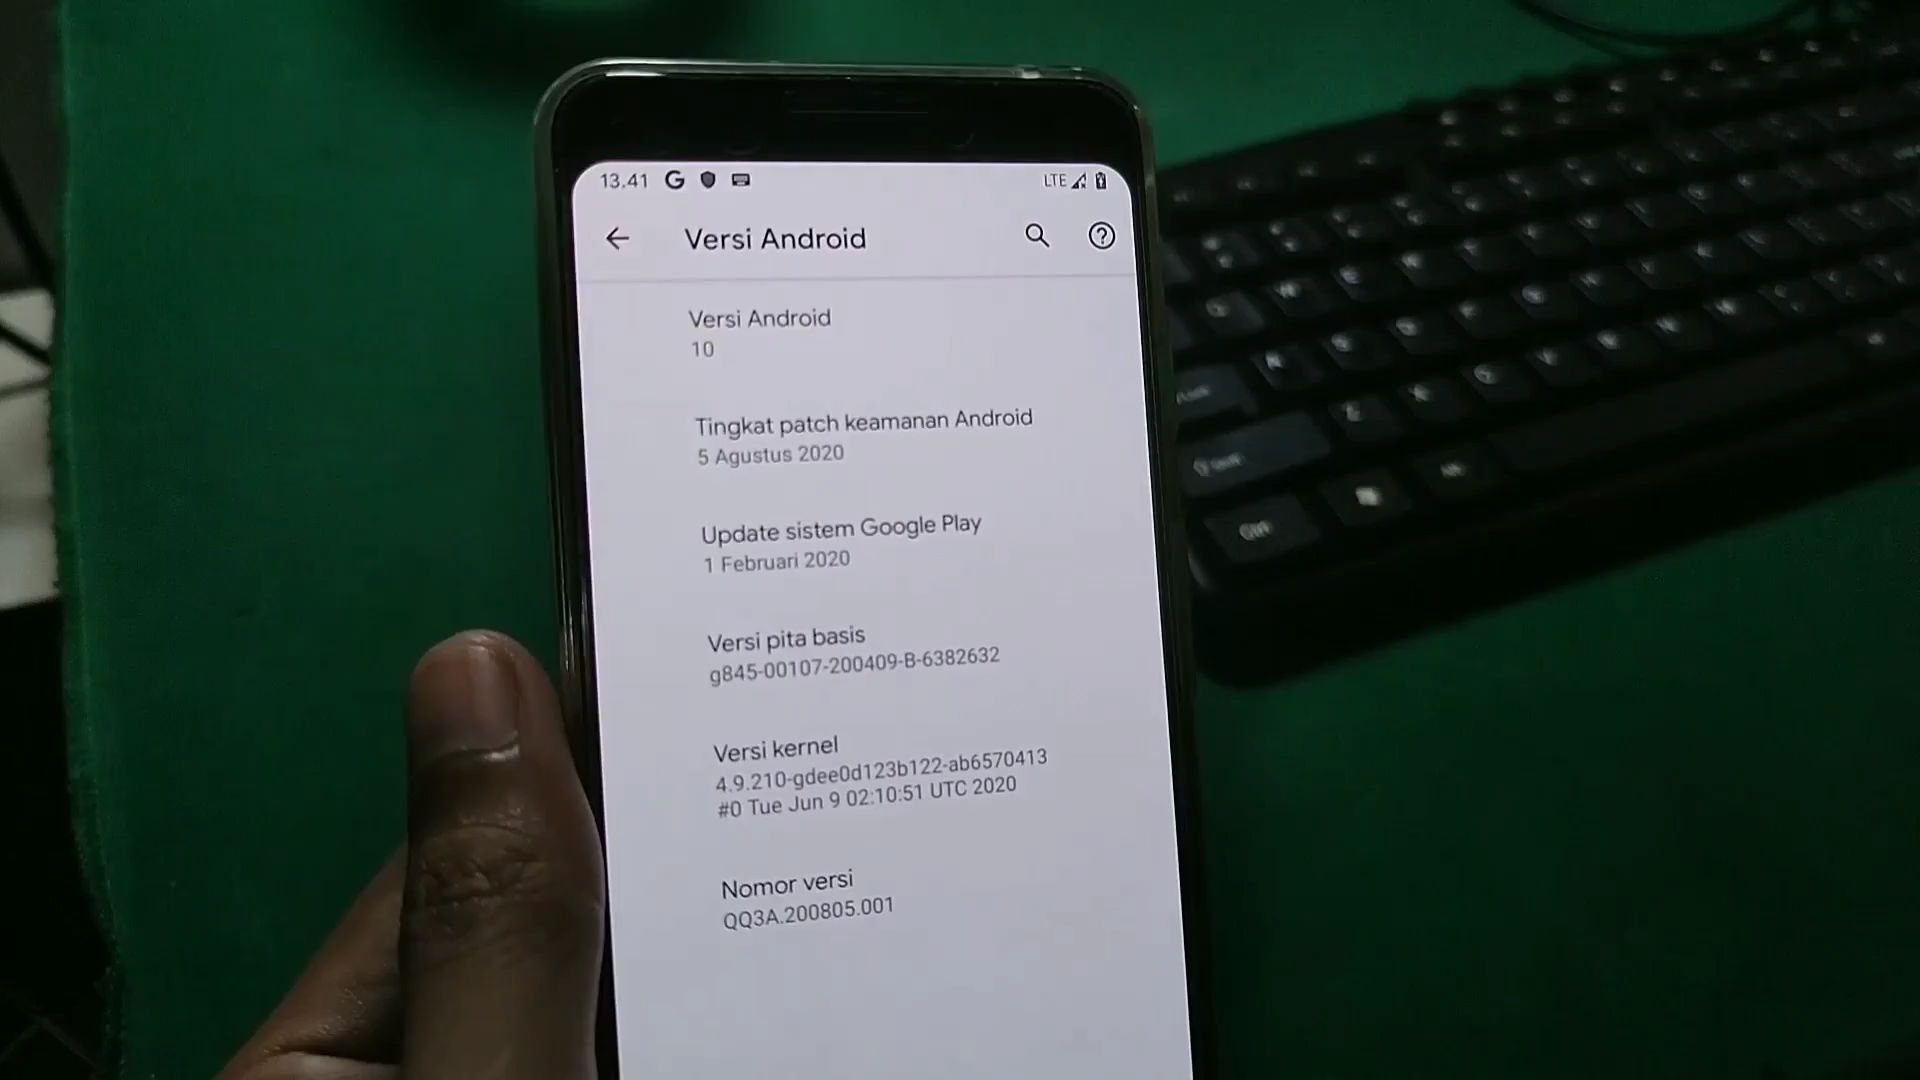 13.41 G LTE
Versi Android
Versi Android
10
Tingkat patch keamanan Android
5 Agustus 2020
Update sistem Google Play
1 Februari 2020
Versi pita basis
g845-00107-200409-B-6382632
Versi kernel
4.9.210-gdee0d123b122-ab6570413
#0 Tue Jun 9 02:10:51 UTC 2020
Nomor versi
QQ3A.200805.001
Ctrl